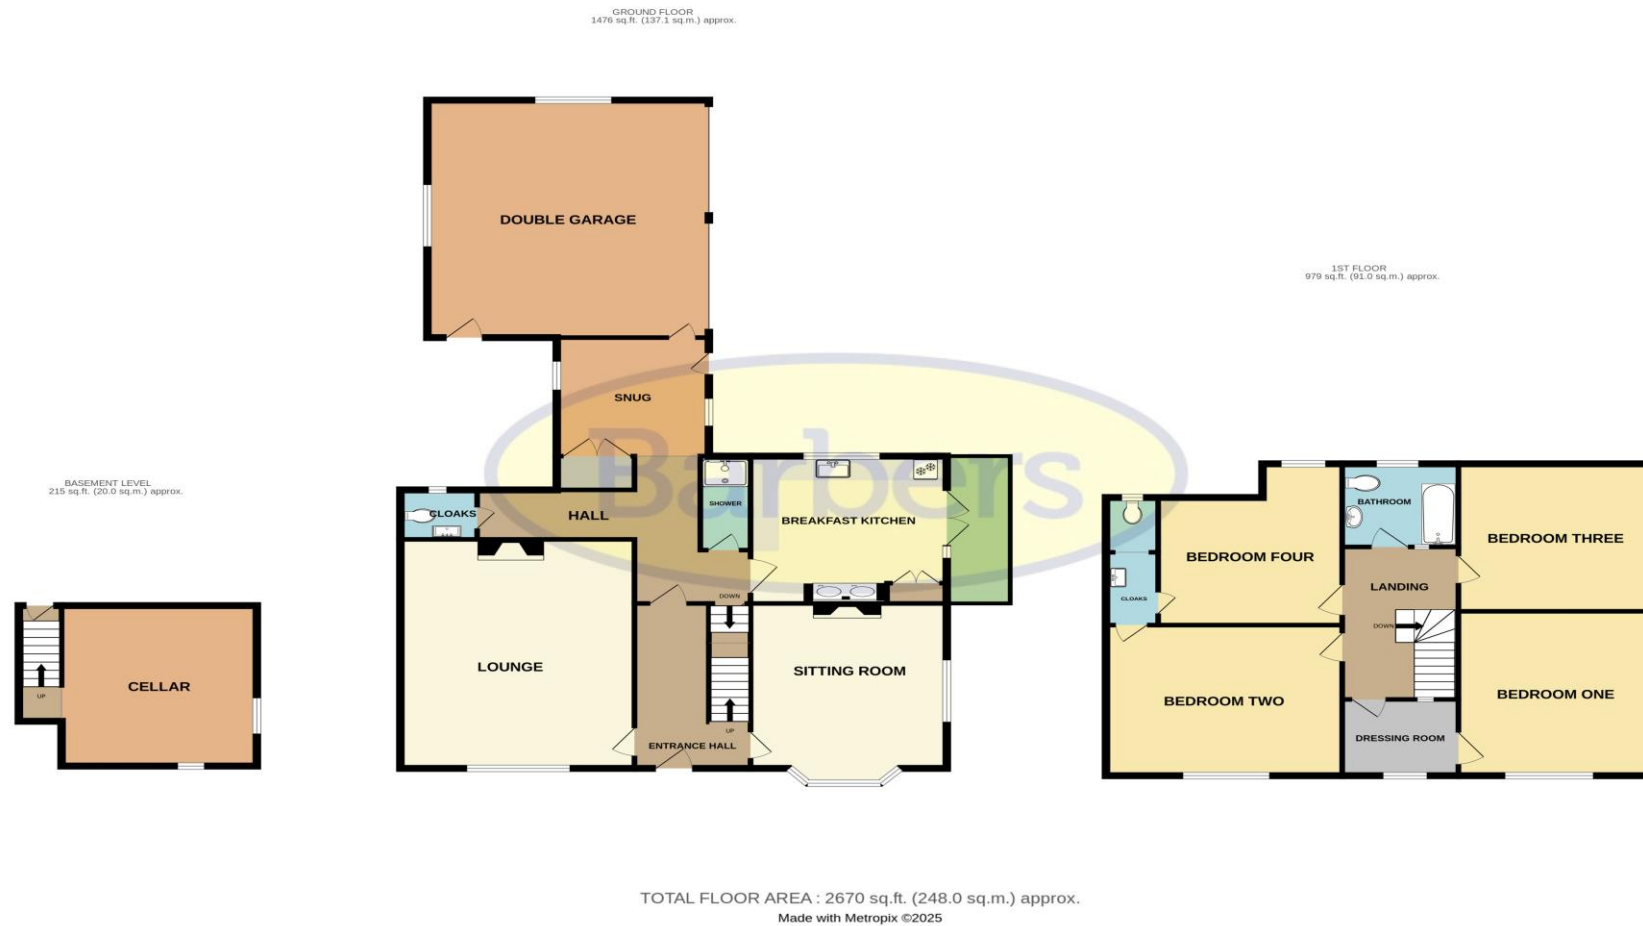 GROUND FLOOR
1476 sq.ft. (137.1 sq.m.) approx.
DOUBLE GARAGE
1ST FLOOR
979 sq.ft. (91.0 sq.m.) approx.
SNUG
Barbers
BASEMENT LEVEL
215 sq.ft. (20.0 sq.m.) approx.
CLOAKS
HALL
SHOWER
BREAKFAST KITCHEN
BATHROOM
BEDROOM FOUR
BEDROOM THREE
LANDING
CLOAKS
DOWN
DOWN
LOUNGE
SITTING ROOM
CELLAR
UP
BEDROOM TWO
BEDROOM ONE
UP
ENTRANCE HALL
DRESSING ROOM
TOTAL FLOOR AREA : 2670 sq.ft. (248.0 sq.m.) approx.
Made with Metropix ©2025